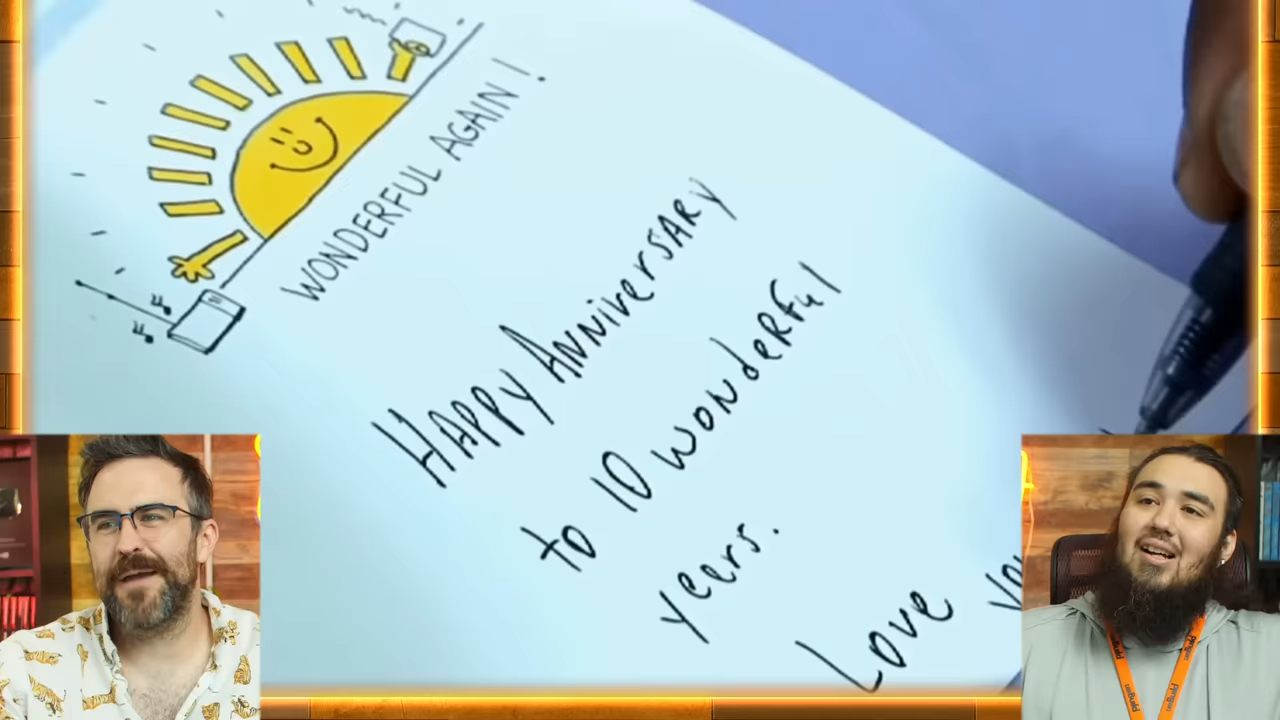 WONDERFUL AGAIN!
HAPPY ANNIVERSARY
to 10 wonderful
yeers.
Love